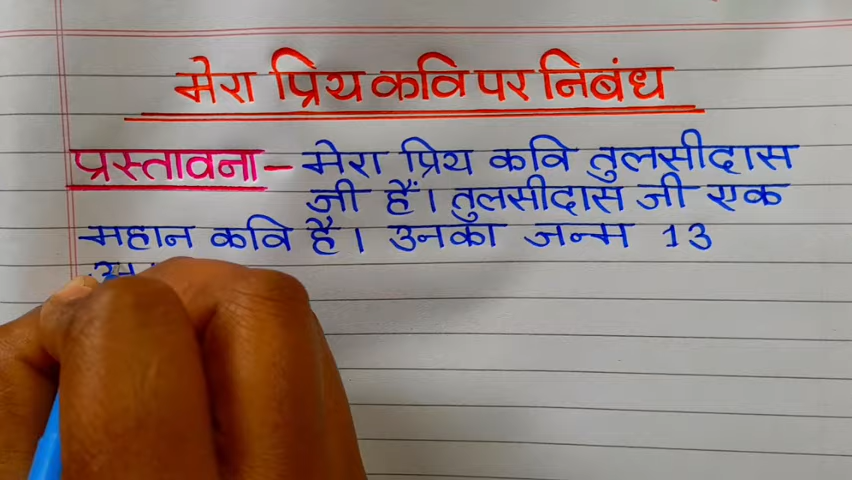 मेरा प्रिय कवि पर निबंध
प्रस्तावना - मेरा प्रिय कवि तुलसीदास
जी हैं। तुलसीदास जी एक
महान कवि है। उनका जन्म 13